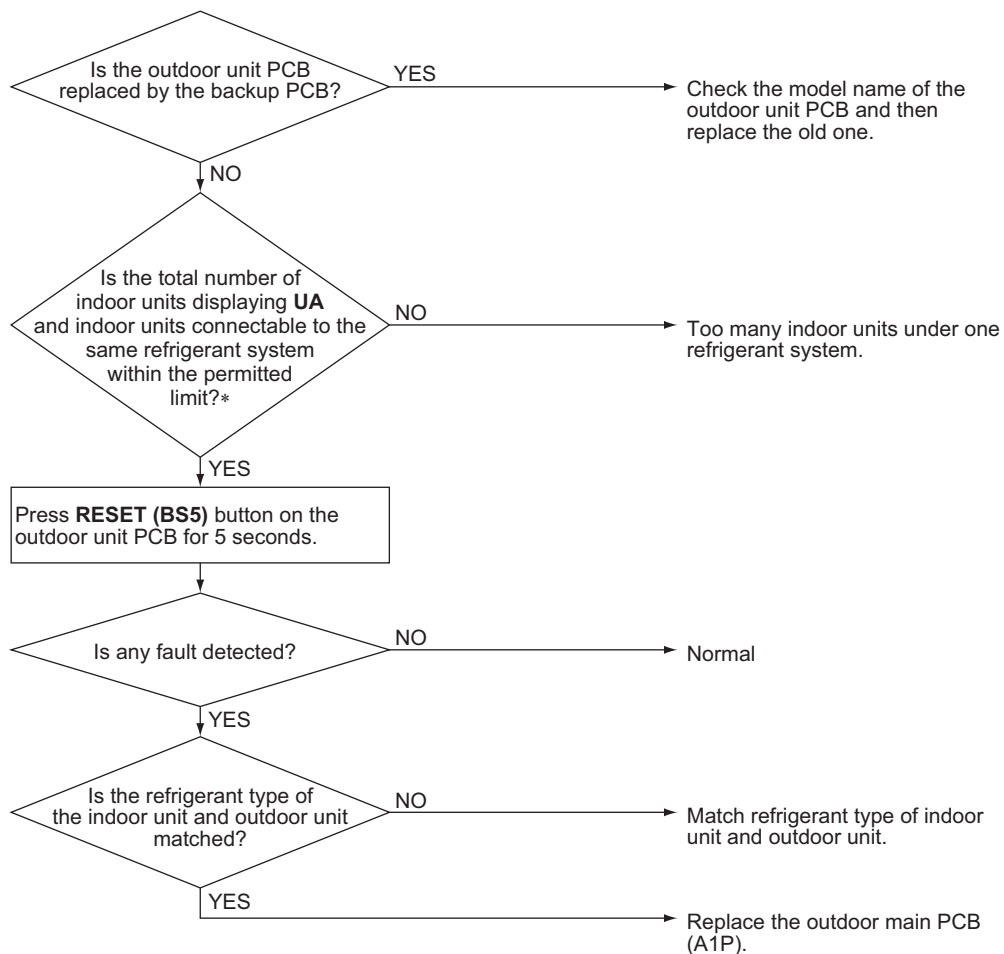 Is the outdoor unit PCB
replaced by the backup PCB?
YES
Check the model name of the
outdoor unit PCB and then
replace the old one.
NO
Is the total number of
indoor units displaying UA
and indoor units connectable to the
same refrigerant system
within the permitted
limit?*
NO
Too many indoor units under one
refrigerant system.
YES
Press RESET (BS5) button on the
outdoor unit PCB for 5 seconds.
Is any fault detected?
NO
Normal
YES
Is the refrigerant type of
the indoor unit and outdoor unit
matched?
NO
Match refrigerant type of indoor
unit and outdoor unit.
YES
Replace the outdoor main PCB
(A1P).